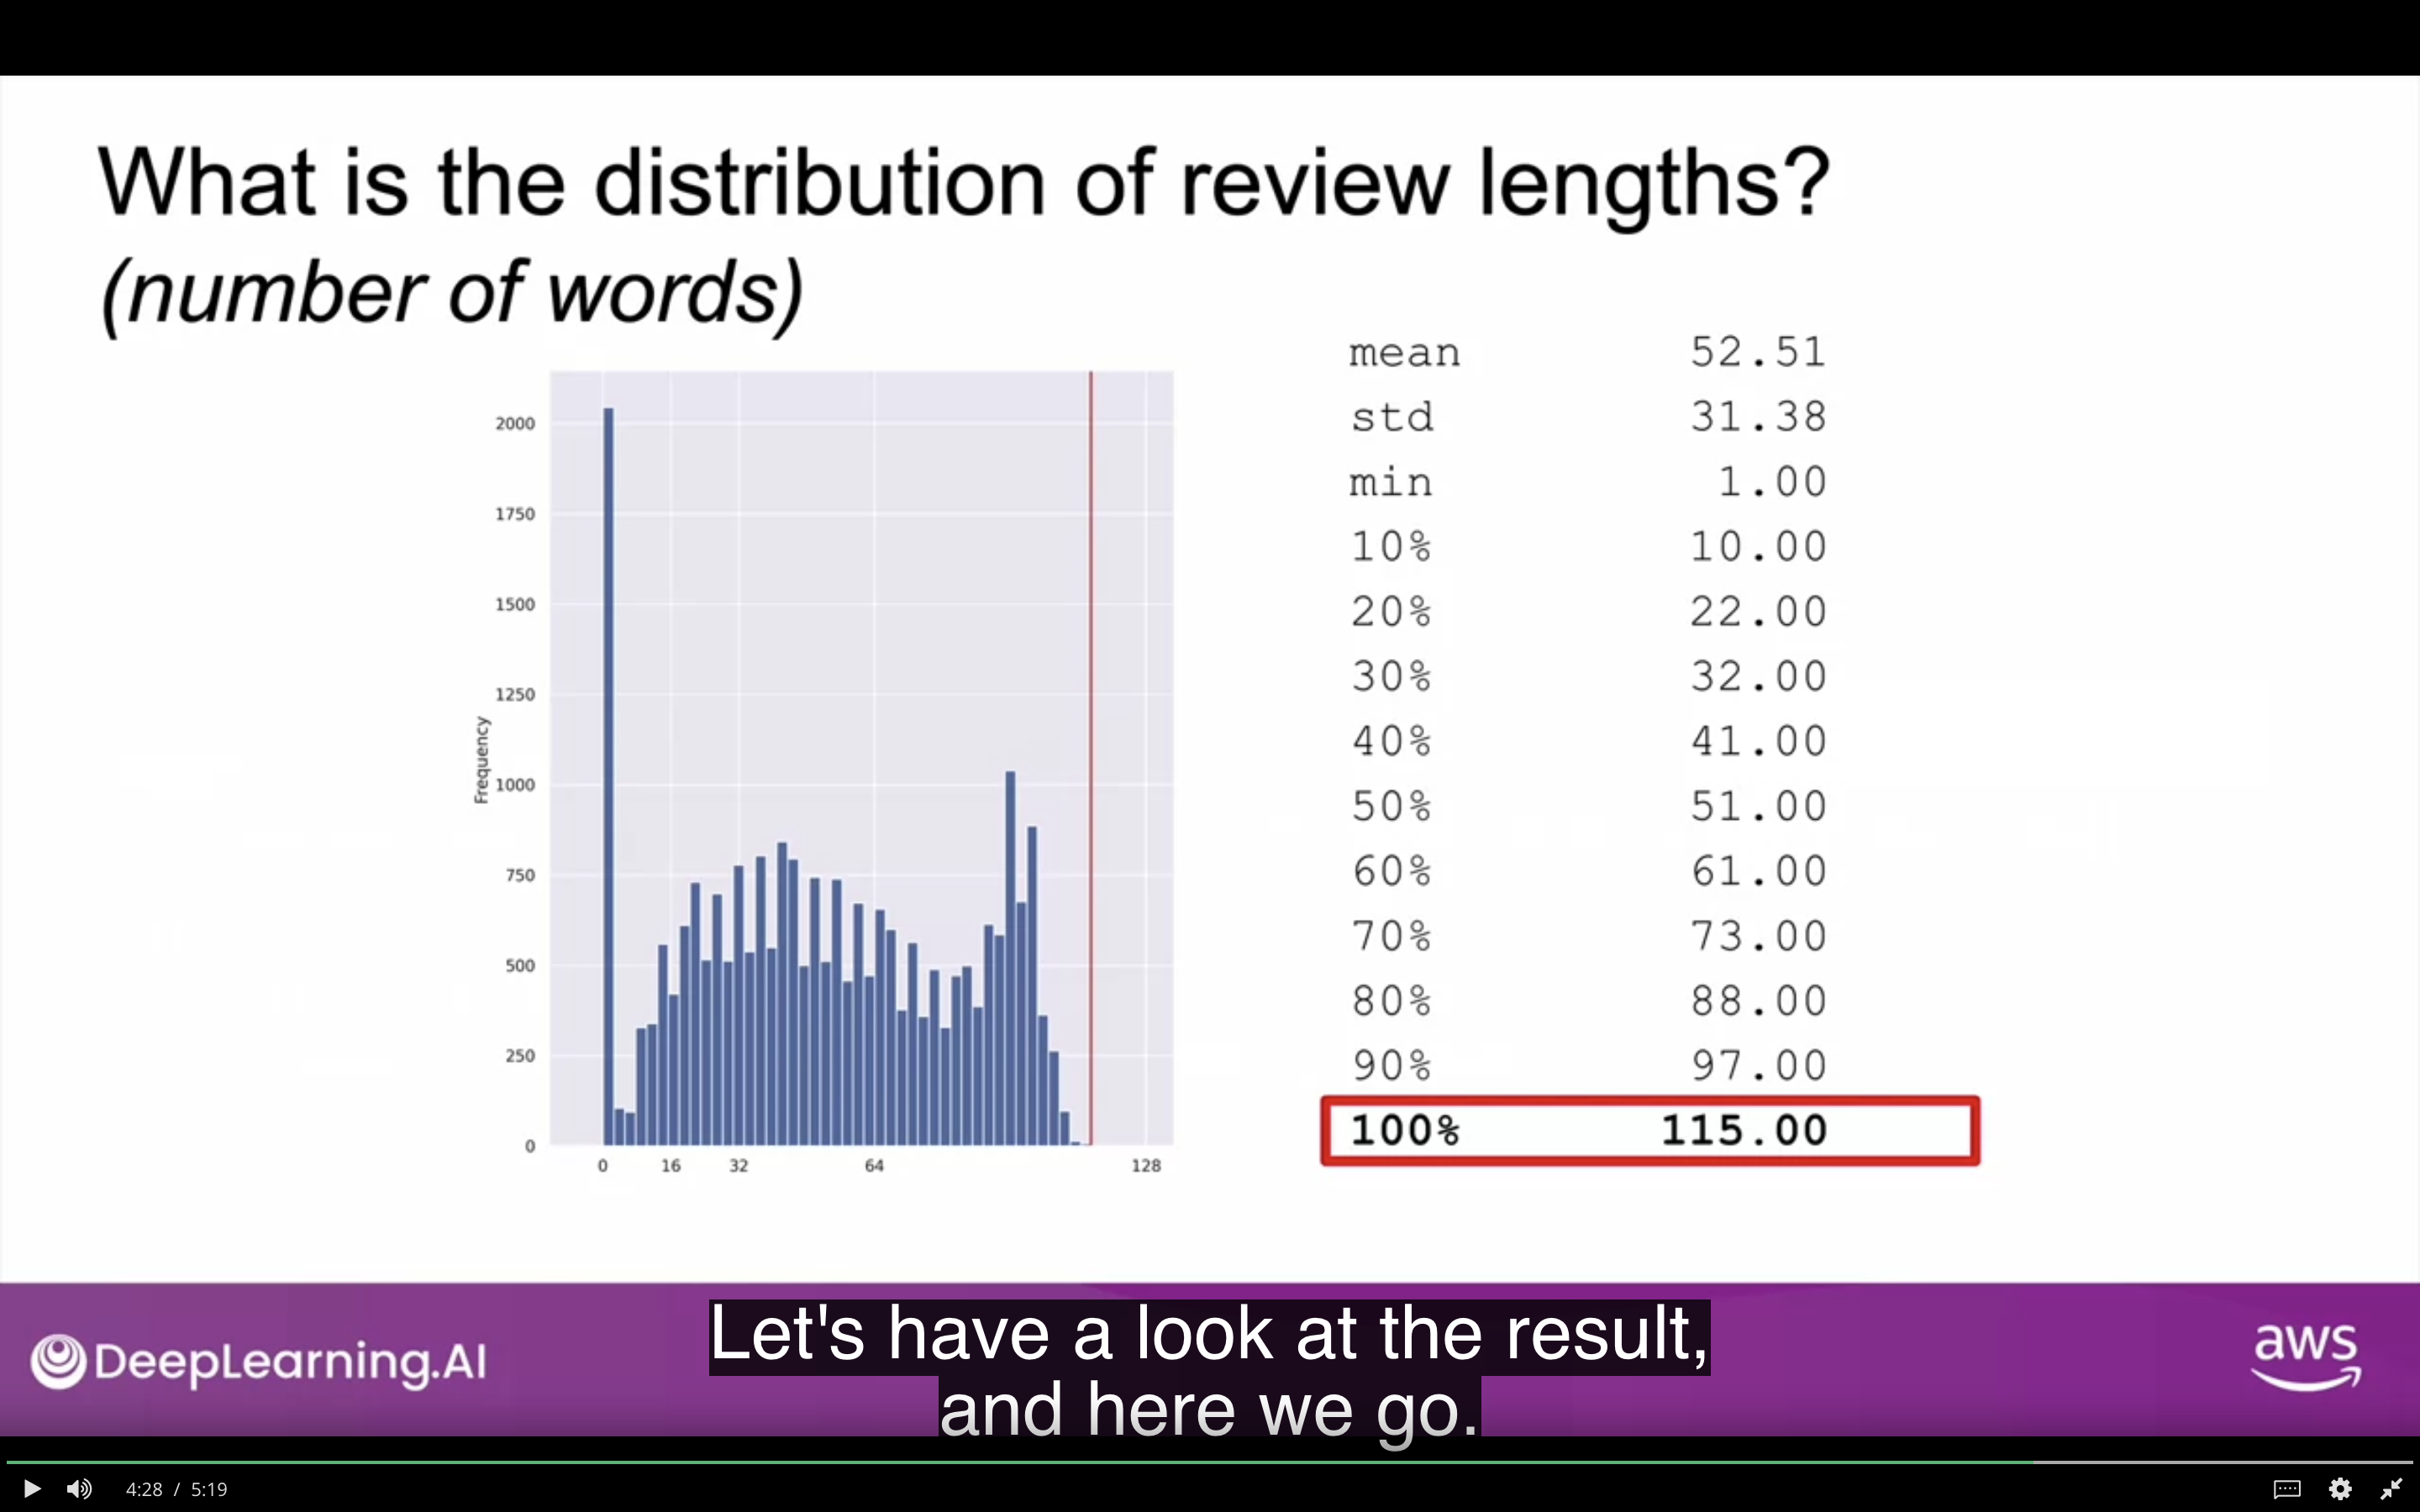 What is the distribution of review lengths?
(number of words)
mean 52.51
std 31.38
min 1.00
10% 10.00
20% 22.00
30% 32.00
40% 41.00
50% 51.00
60% 61.00
70% 73.00
80% 88.00
90% 97.00
100% 115.00
Frequency
2000
1750
1500
1250
1000
750
500
250
0
0 16 32 64 128
DeepLearning.AI
Let's have a look at the result,
and here we go.
aws
4:28 / 5:19